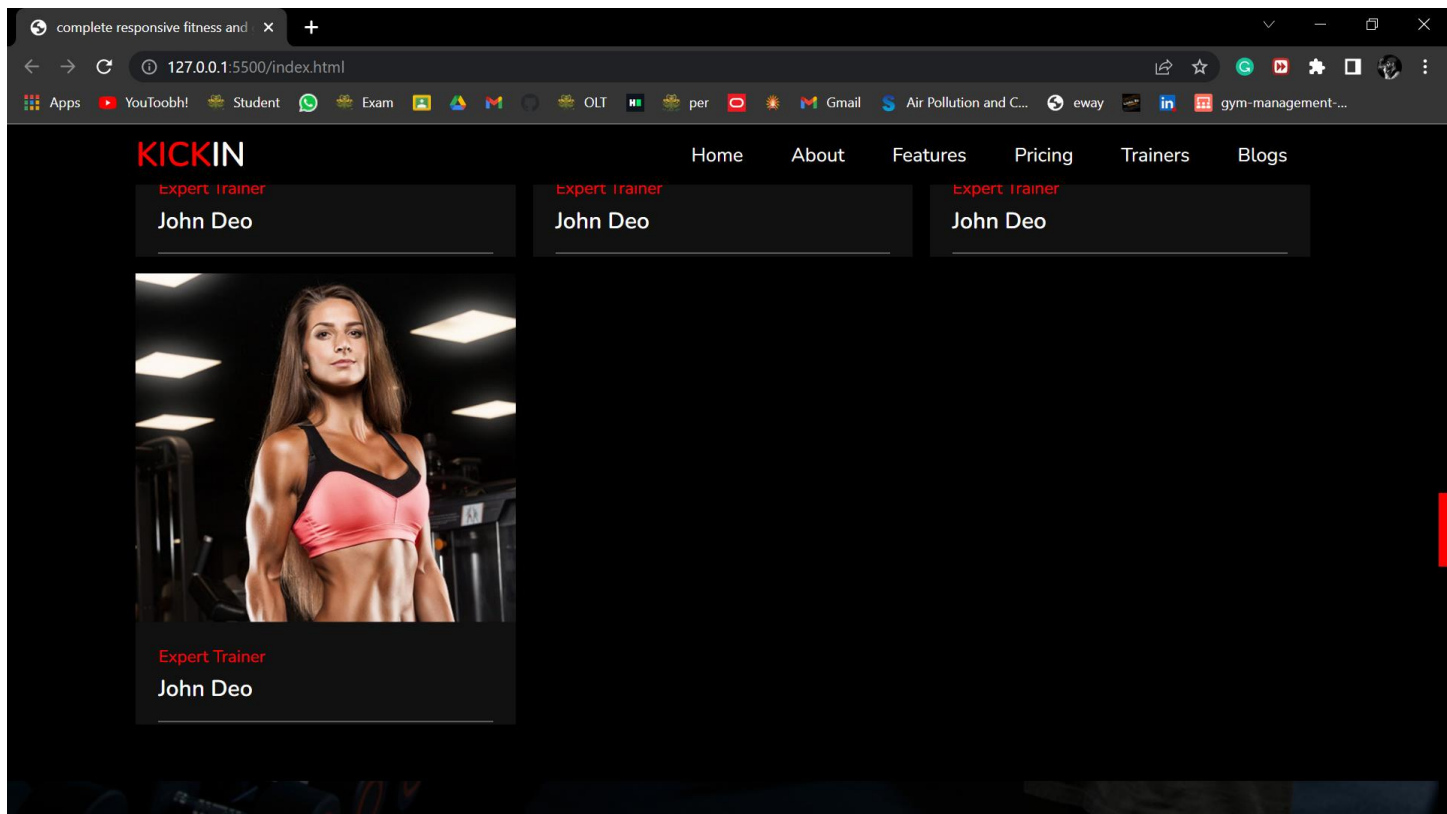 complete responsive fitness and
127.0.0.1:5500/index.html
Apps YouToobh! Student Exam OLT per Gmail Air Pollution and C... eway gym-management-...
KICKIN Home About Features Pricing Trainers Blogs
Expert Trainer Expert Trainer Expert Trainer
John Deo John Deo John Deo
Expert Trainer
John Deo